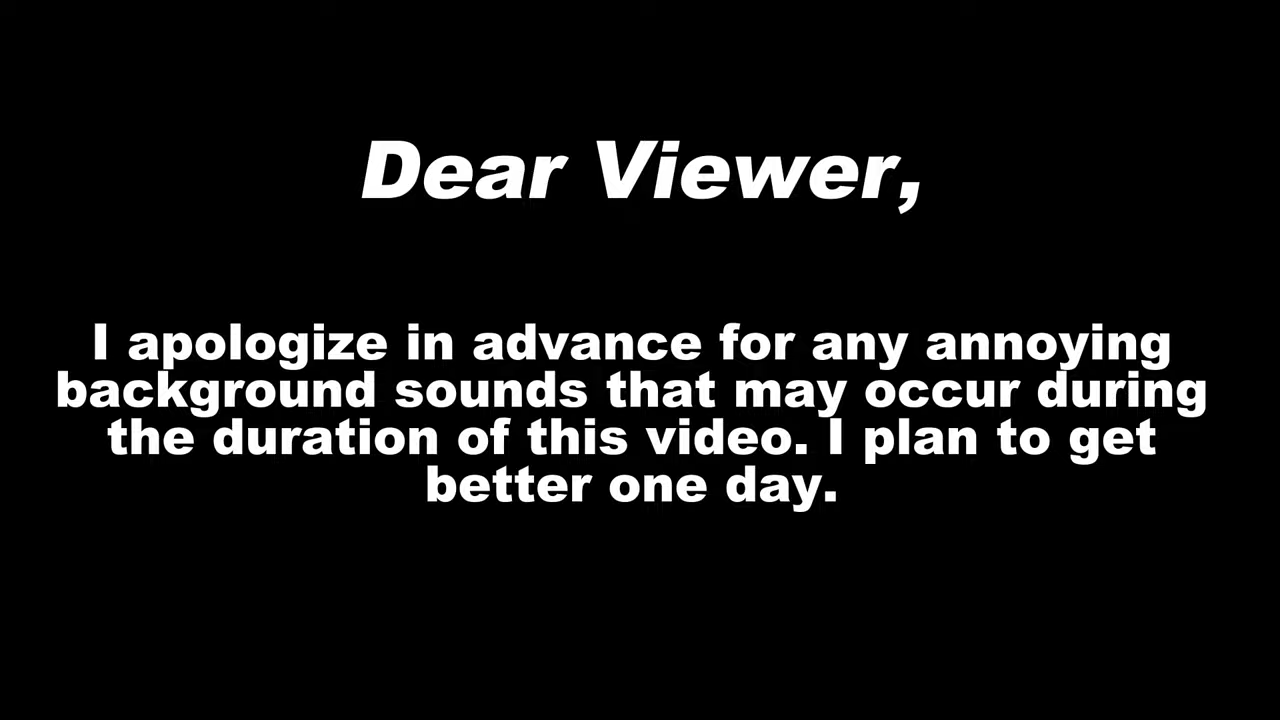 Dear Viewer,
I apologize in advance for any annoying
background sounds that may occur during
the duration of this video. I plan to get
better one day.